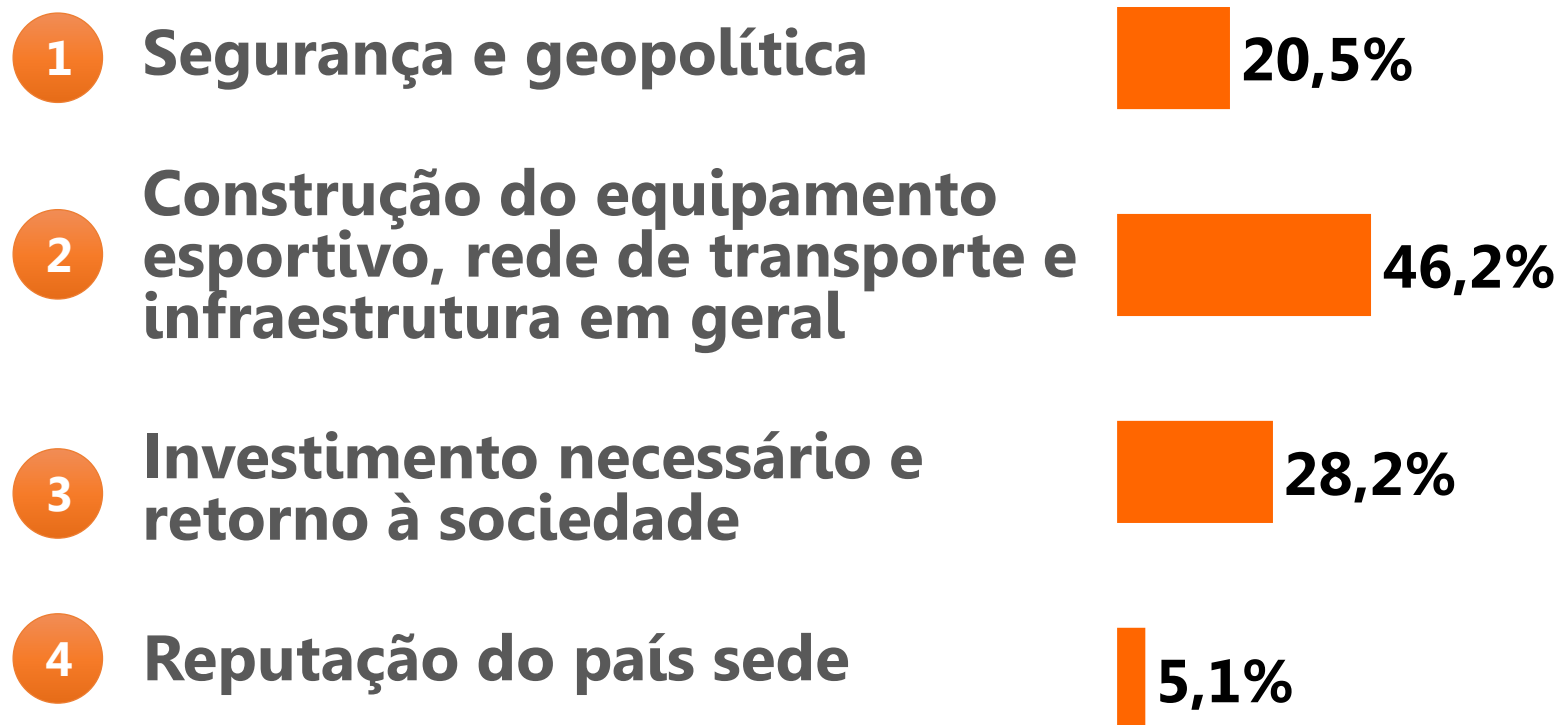 1 Segurança e geopolítica 20,5%
2
Construção do equipamento
esportivo, rede de transporte e
infraestrutura em geral
46,2%
3
Investimento necessário e
retorno à sociedade
28,2%
4 Reputação do país sede 5,1%